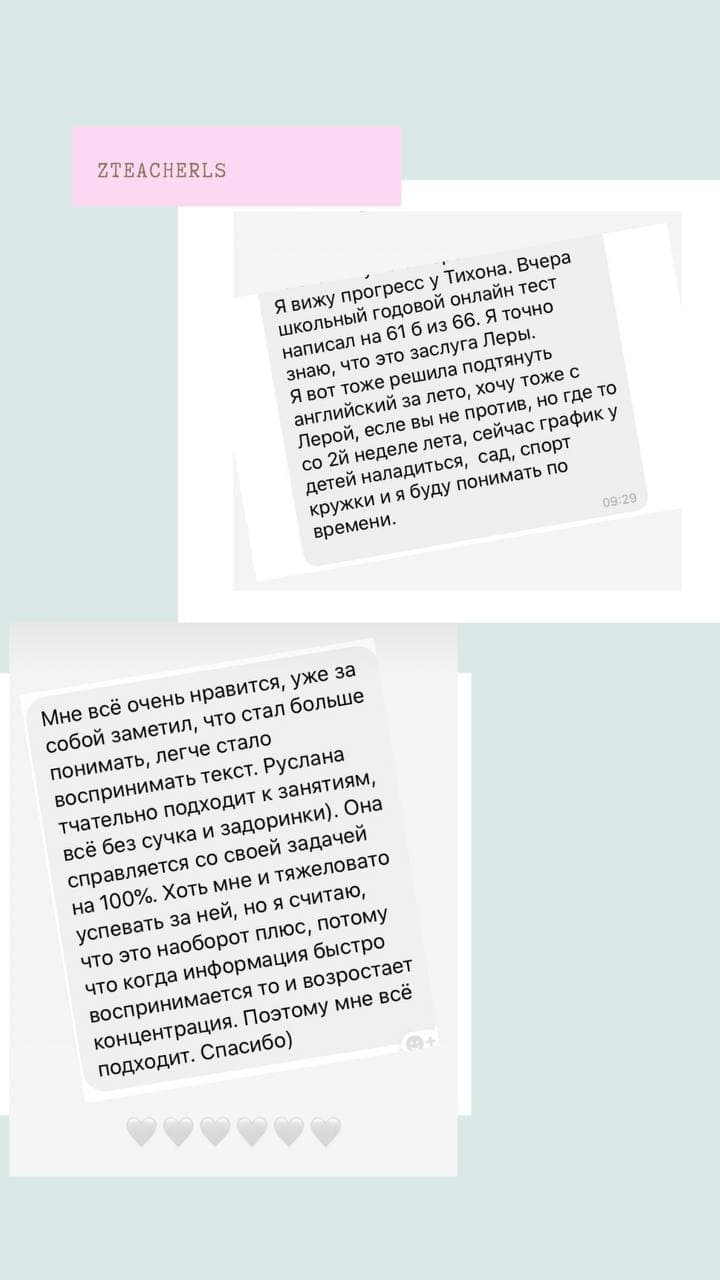 ZTEACHERLS
Я вижу прогресс у Тихона. Вчера
школьный годовой онлайн тест
написал на 61 б из 66. Я точно
знаю, что это заслуга Леры.
Я вот тоже решила подтянуть
английский за лето, хочу тоже с
Лерой, есле вы не против, но где то
со 2й неделе лета, сейчас график у
детей наладиться, сад, спорт
кружки и я буду понимать по
времени.
09:29
Мне всё очень нравится, уже за
собой заметил, что стал больше
понимать, легче стало
воспринимать текст. Руслана
тчательно подходит к занятиям,
всё без сучка и задоринки). Она
справляется со своей задачей
на 100%. Хоть мне и тяжеловато
успевать за ней, но я считаю,
что это наоборот плюс, потому
что когда информация быстро
воспринимается то и возростает
концентрация. Поэтому мне всё
подходит. Спасибо)